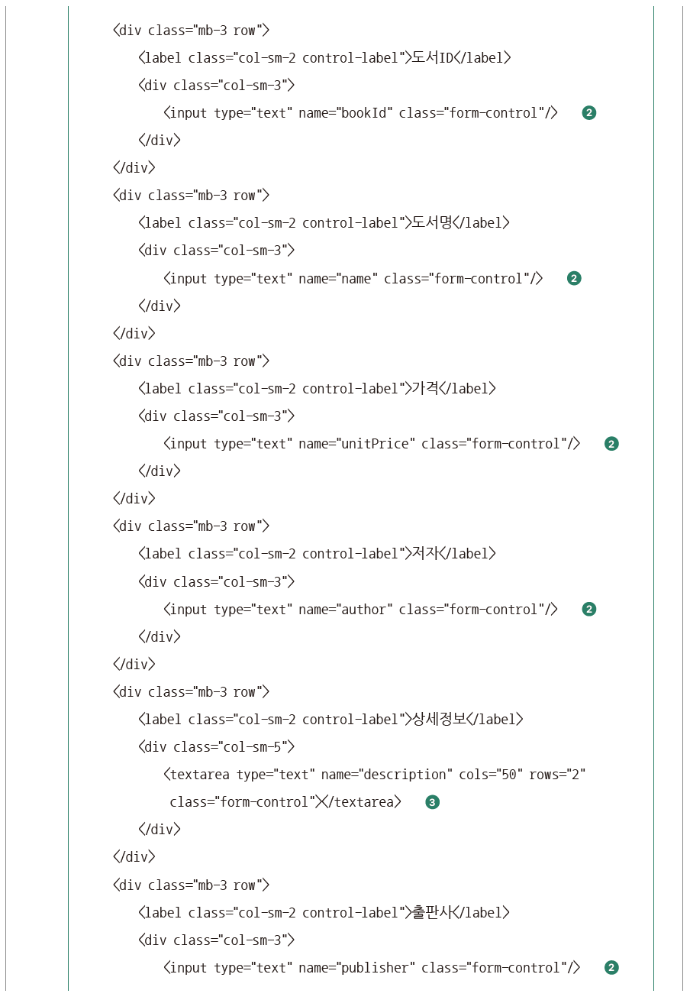 <div class="mb-3 row">
<label class="col-sm-2 control-label">도서ID</label>
<div class="col-sm-3">
<input type="text" name="bookId" class="form-control"/> 2
</div>
</div>
<div class="mb-3 row">
<label class="col-sm-2 control-label">도서명</label>
<div class="col-sm-3">
<input type="text" name="name" class="form-control"/> 2
</div>
</div>
<div class="mb-3 row">
<label class="col-sm-2 control-label">가격</label>
<div class="col-sm-3">
<input type="text" name="unitPrice" class="form-control"/> 2
</div>
</div>
<div class="mb-3 row">
<label class="col-sm-2 control-label">저자</label>
<div class="col-sm-3">
<input type="text" name="author" class="form-control"/> 2
</div>
</div>
<div class="mb-3 row">
<label class="col-sm-2 control-label">상세정보</label>
<div class="col-sm-5">
<textarea type="text" name="description" cols="50" rows="2"
class="form-control"></textarea> 3
</div>
</div>
<div class="mb-3 row">
<label class="col-sm-2 control-label">출판사</label>
<div class="col-sm-3">
<input type="text" name="publisher" class="form-control"/> 2